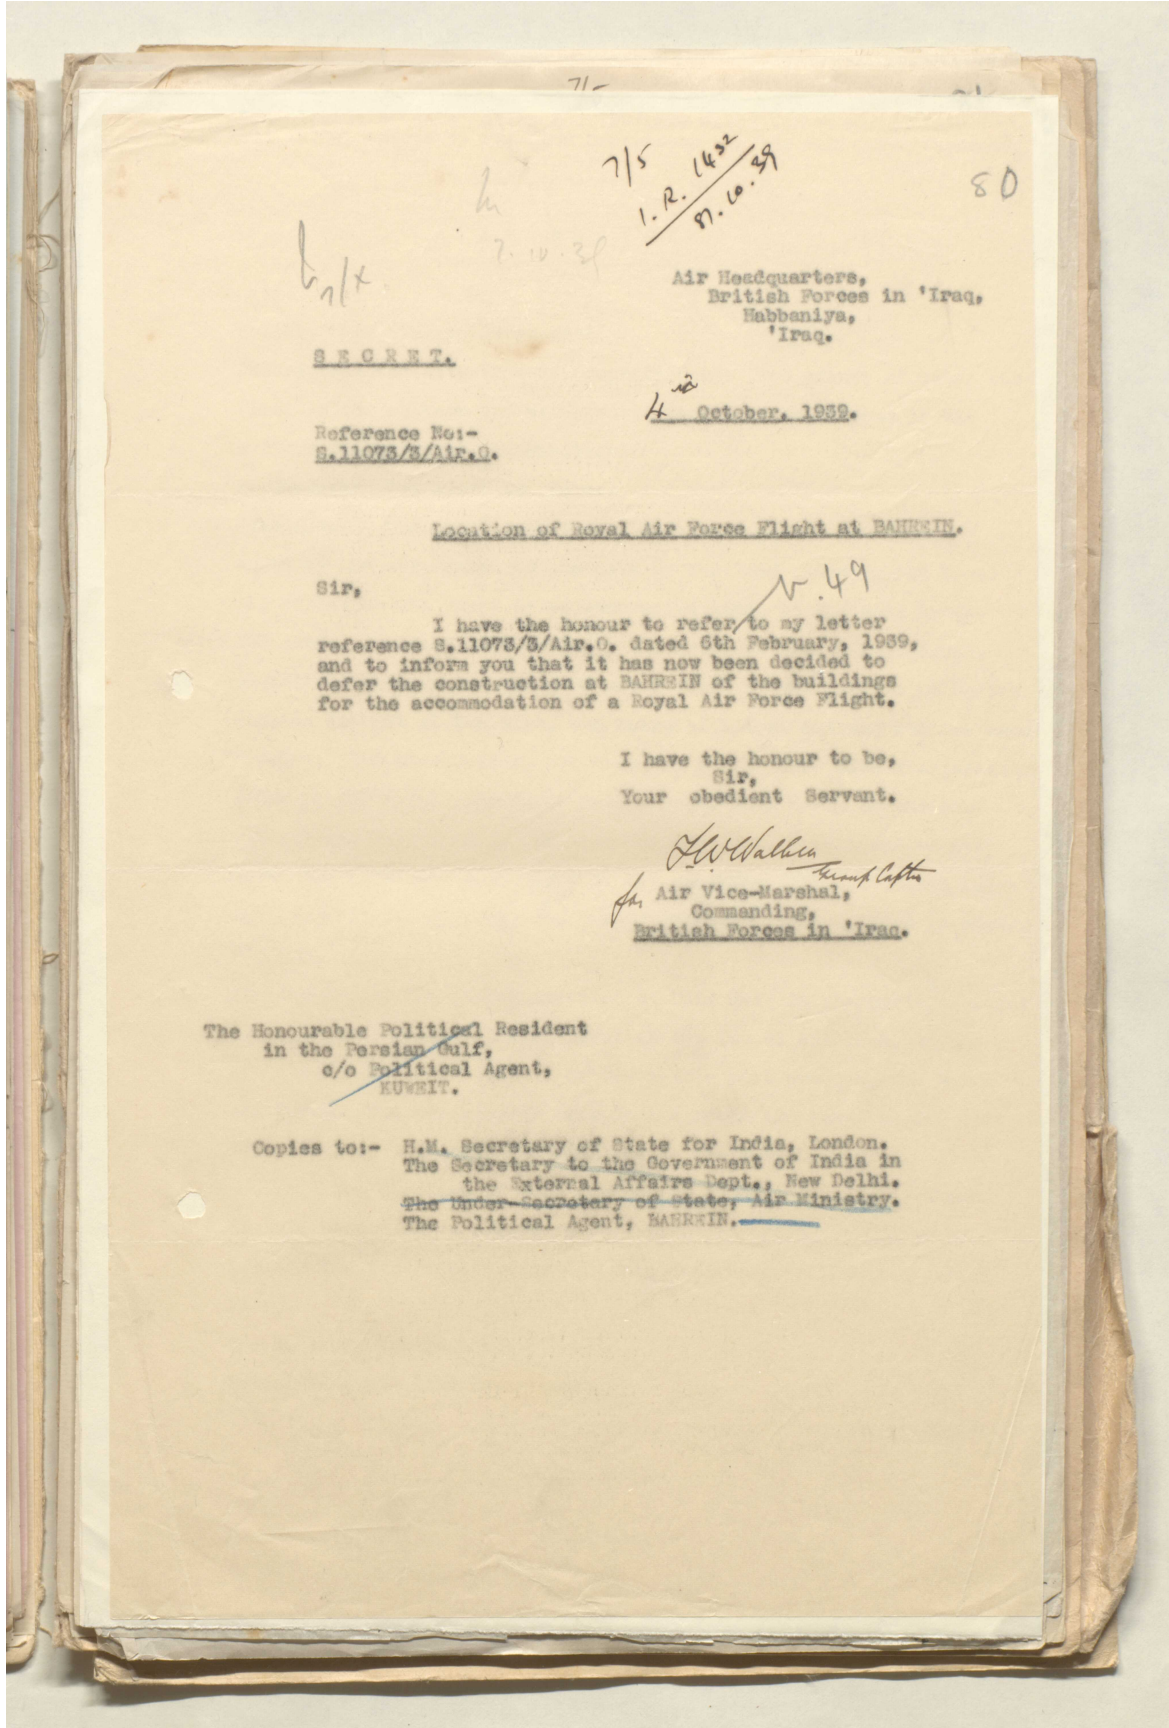 7/5
I.R. 1432
80
Air Headquarters,
British Forces in 'Iraq,
Habbaniya,
'Iraq.
SECRET.
4th October. 1939.
Reference No:-
S.11073/3/Air.O.
Location of Royal Air Force Flight at BAHREIN.
49
Sir,
I have the honour to refer/to my letter
reference S.11073/3/Air.O. dated 6th February, 1939,
and to inform you that it has now been decided to
defer the construction at BAHREIN of the buildings
for the accommodation of a Royal Air Force Flight.
I have the honour to be,
Sir,
Your obedient Servant.
Group Captn
for Air Vice-Marshal,
Commanding,
British Forces in 'Iraq.
The Honourable Political Resident
in the Persian Gulf,
c/o Political Agent,
KUWEIT.
Copies to:- H.M. Secretary of State for India, London.
The Secretary to the Government of India in
the External Affairs Dept., New Delhi.
The Under-Secretary of State, Air Ministry.
The Political Agent, BAHREIN.